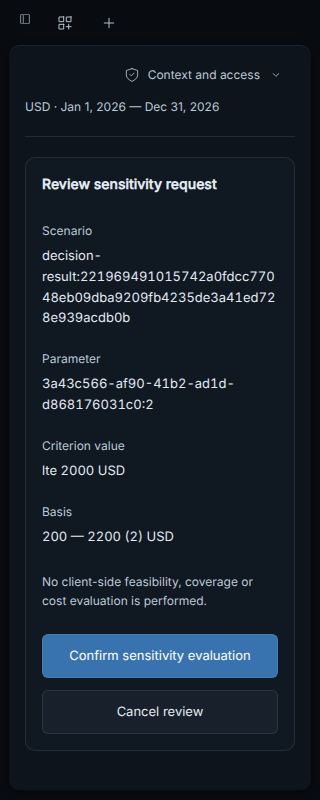 Context and access
USD · Jan 1, 2026 — Dec 31, 2026
Review sensitivity request
Scenario
decision-
result:221969491015742a0fdcc770
48eb09dba9209fb4235de3a41ed72
8e939acdb0b
Parameter
3a43c566-af90-41b2-ad1d-
d868176031c0:2
Criterion value
lte 2000 USD
Basis
200 — 2200 (2) USD
No client-side feasibility, coverage or
cost evaluation is performed.
Confirm sensitivity evaluation
Cancel review